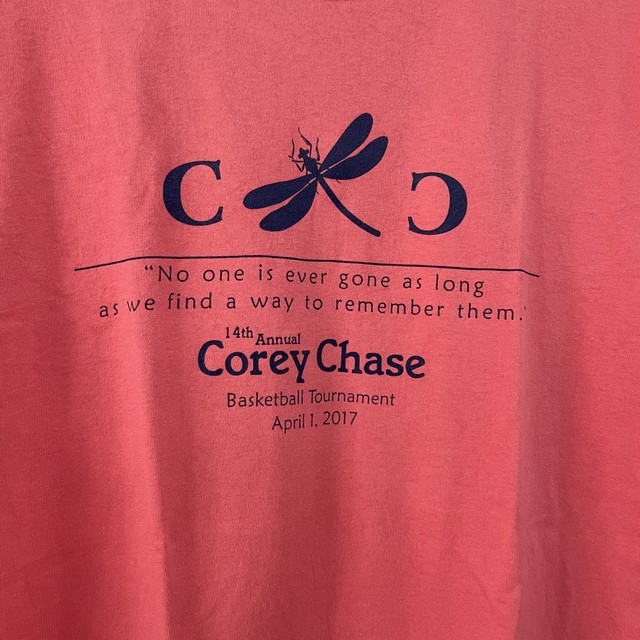 C Ɔ
“No one is ever gone as long
as we find a way to remember them.”
14th Annual
Corey Chase
Basketball Tournament
April 1, 2017